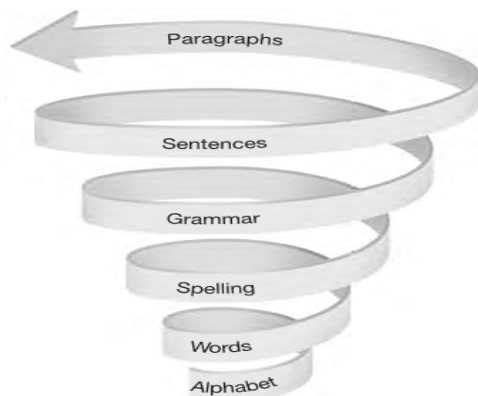 Paragraphs
Sentences
Grammar
Spelling
Words
Alphabet